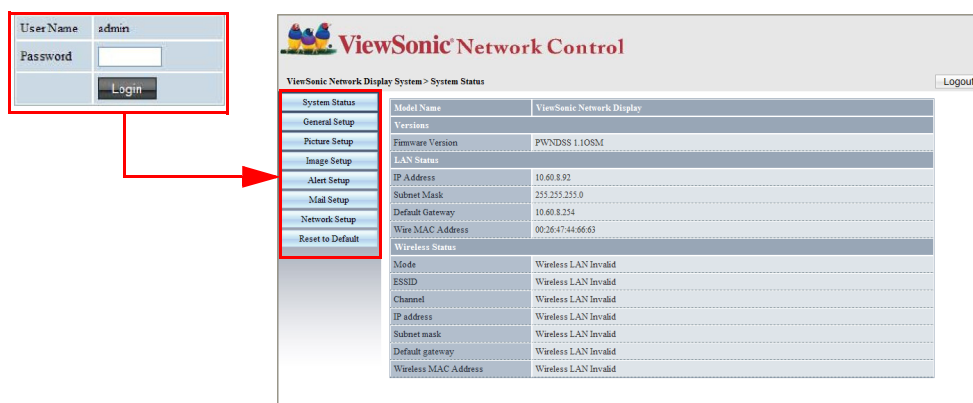 UserName admin
Password
Login
ViewSonic® Network Control
ViewSonic Network Display System > System Status
Logout
System Status
General Setup
Picture Setup
Image Setup
Alert Setup
Mail Setup
Network Setup
Reset to Default
Model Name ViewSonic Network Display
Versions
Firmware Version PWNDSS 1.1OSM
LAN Status
IP Address 10.60.8.92
Subnet Mask 255.255.255.0
Default Gateway 10.60.8.254
Wire MAC Address 00:26:47:44:66:63
Wireless Status
Mode Wireless LAN Invalid
ESSID Wireless LAN Invalid
Channel Wireless LAN Invalid
IP address Wireless LAN Invalid
Subnet mask Wireless LAN Invalid
Default gateway Wireless LAN Invalid
Wireless MAC Address Wireless LAN Invalid